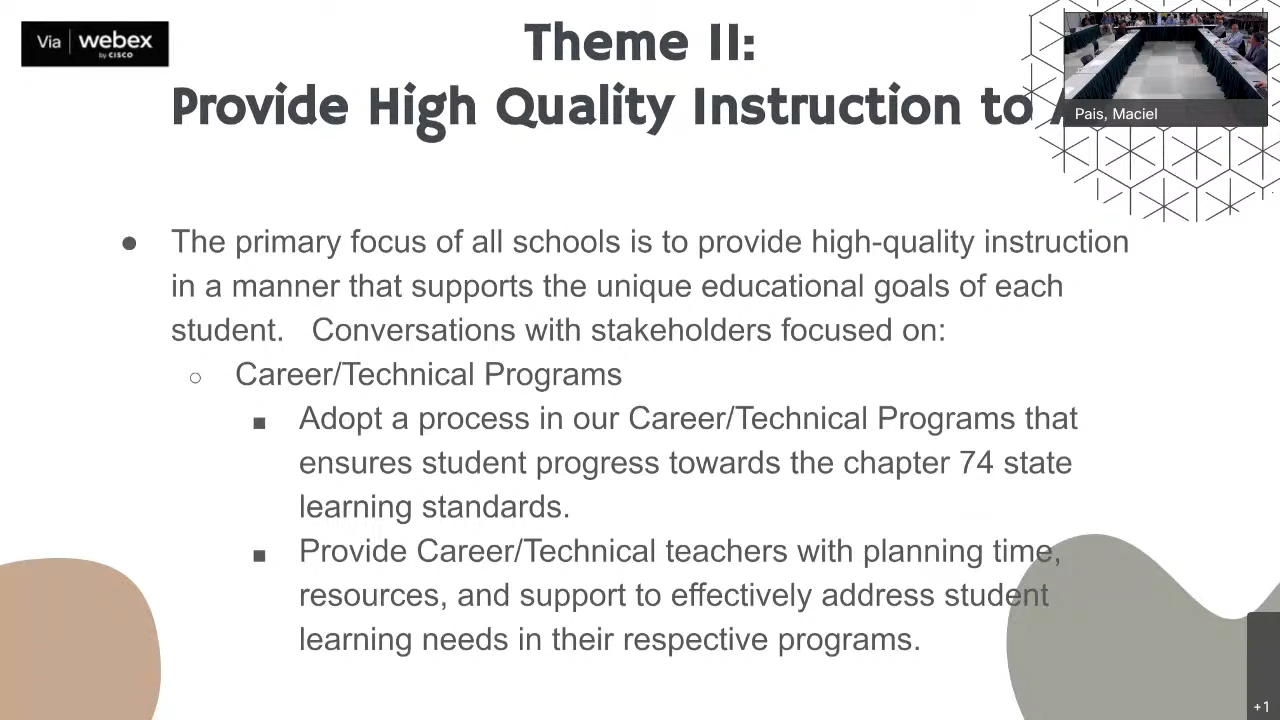 Via webex
by CISCO
Theme II:
Provide High Quality Instruction to
Pais, Maciel
● The primary focus of all schools is to provide high-quality instruction
in a manner that supports the unique educational goals of each
student. Conversations with stakeholders focused on:
○ Career/Technical Programs
■ Adopt a process in our Career/Technical Programs that
ensures student progress towards the chapter 74 state
learning standards.
■ Provide Career/Technical teachers with planning time,
resources, and support to effectively address student
learning needs in their respective programs.
+1